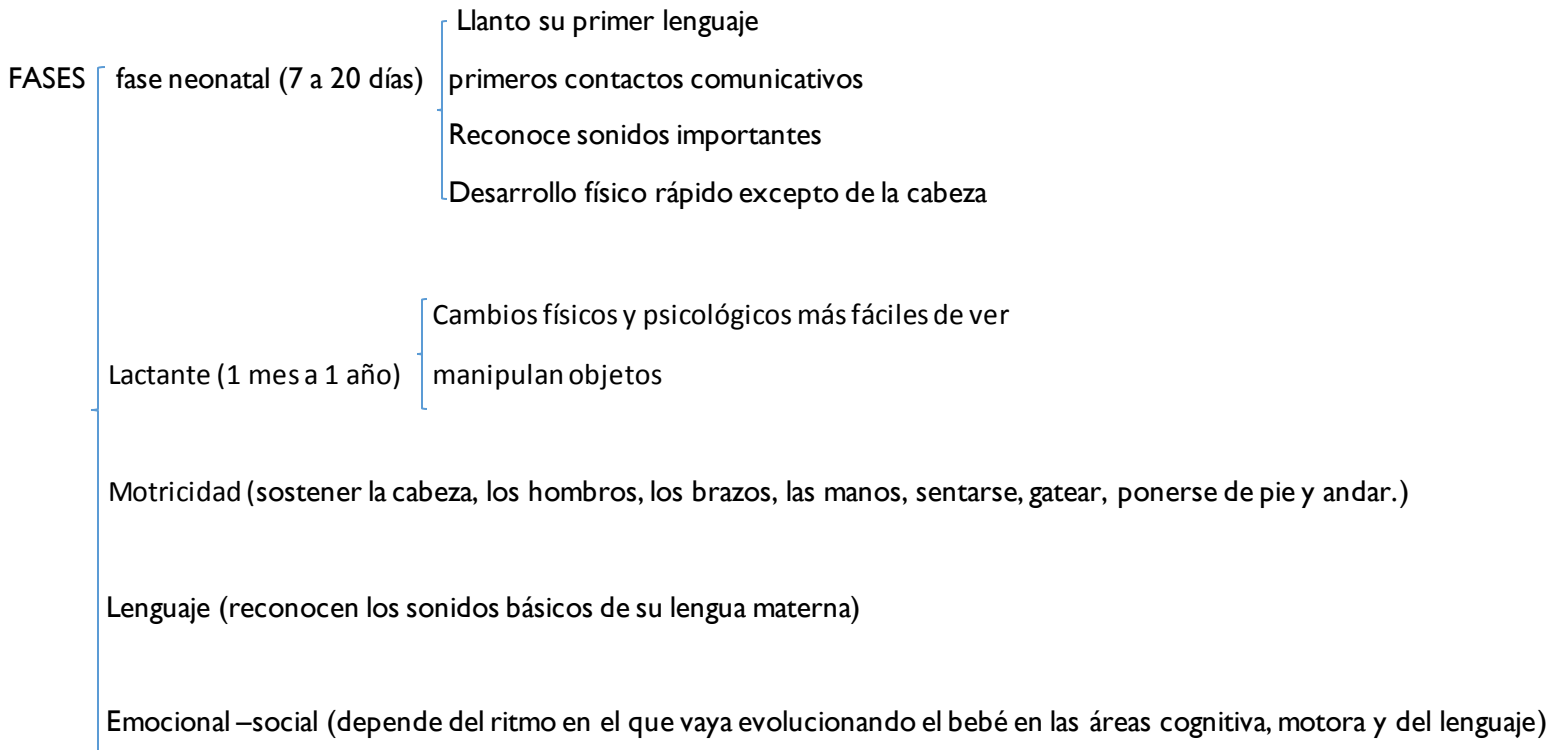 Llanto su primer lenguaje
FASES fase neonatal (7 a 20 días) primeros contactos comunicativos
Reconoce sonidos importantes
Desarrollo físico rápido excepto de la cabeza
Cambios físicos y psicológicos más fáciles de ver
Lactante (1 mes a 1 año) manipulan objetos
Motricidad (sostener la cabeza, los hombros, los brazos, las manos, sentarse, gatear, ponerse de pie y andar.)
Lenguaje (reconocen los sonidos básicos de su lengua materna)
Emocional –social (depende del ritmo en el que vaya evolucionando el bebé en las áreas cognitiva, motora y del lenguaje)